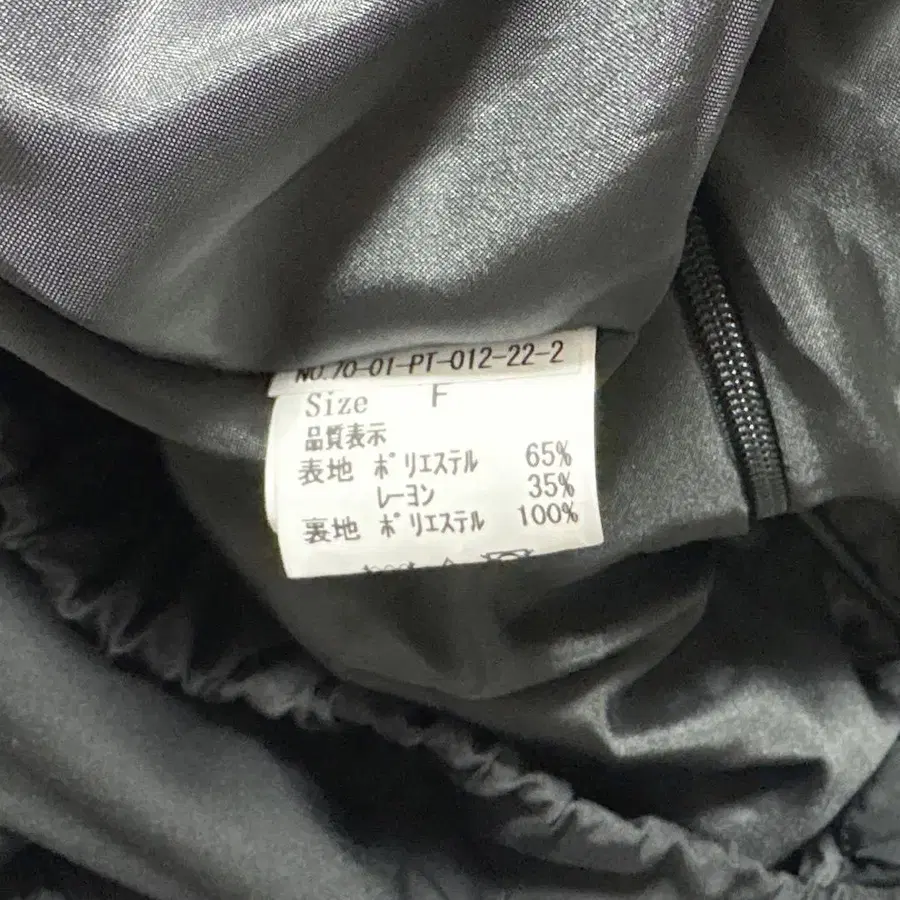 NO.70-01-PT-012-22-2
Size F
品質表示
表地 ポリエステル 65%
レーヨン 35%
裏地 ポリエステル 100%